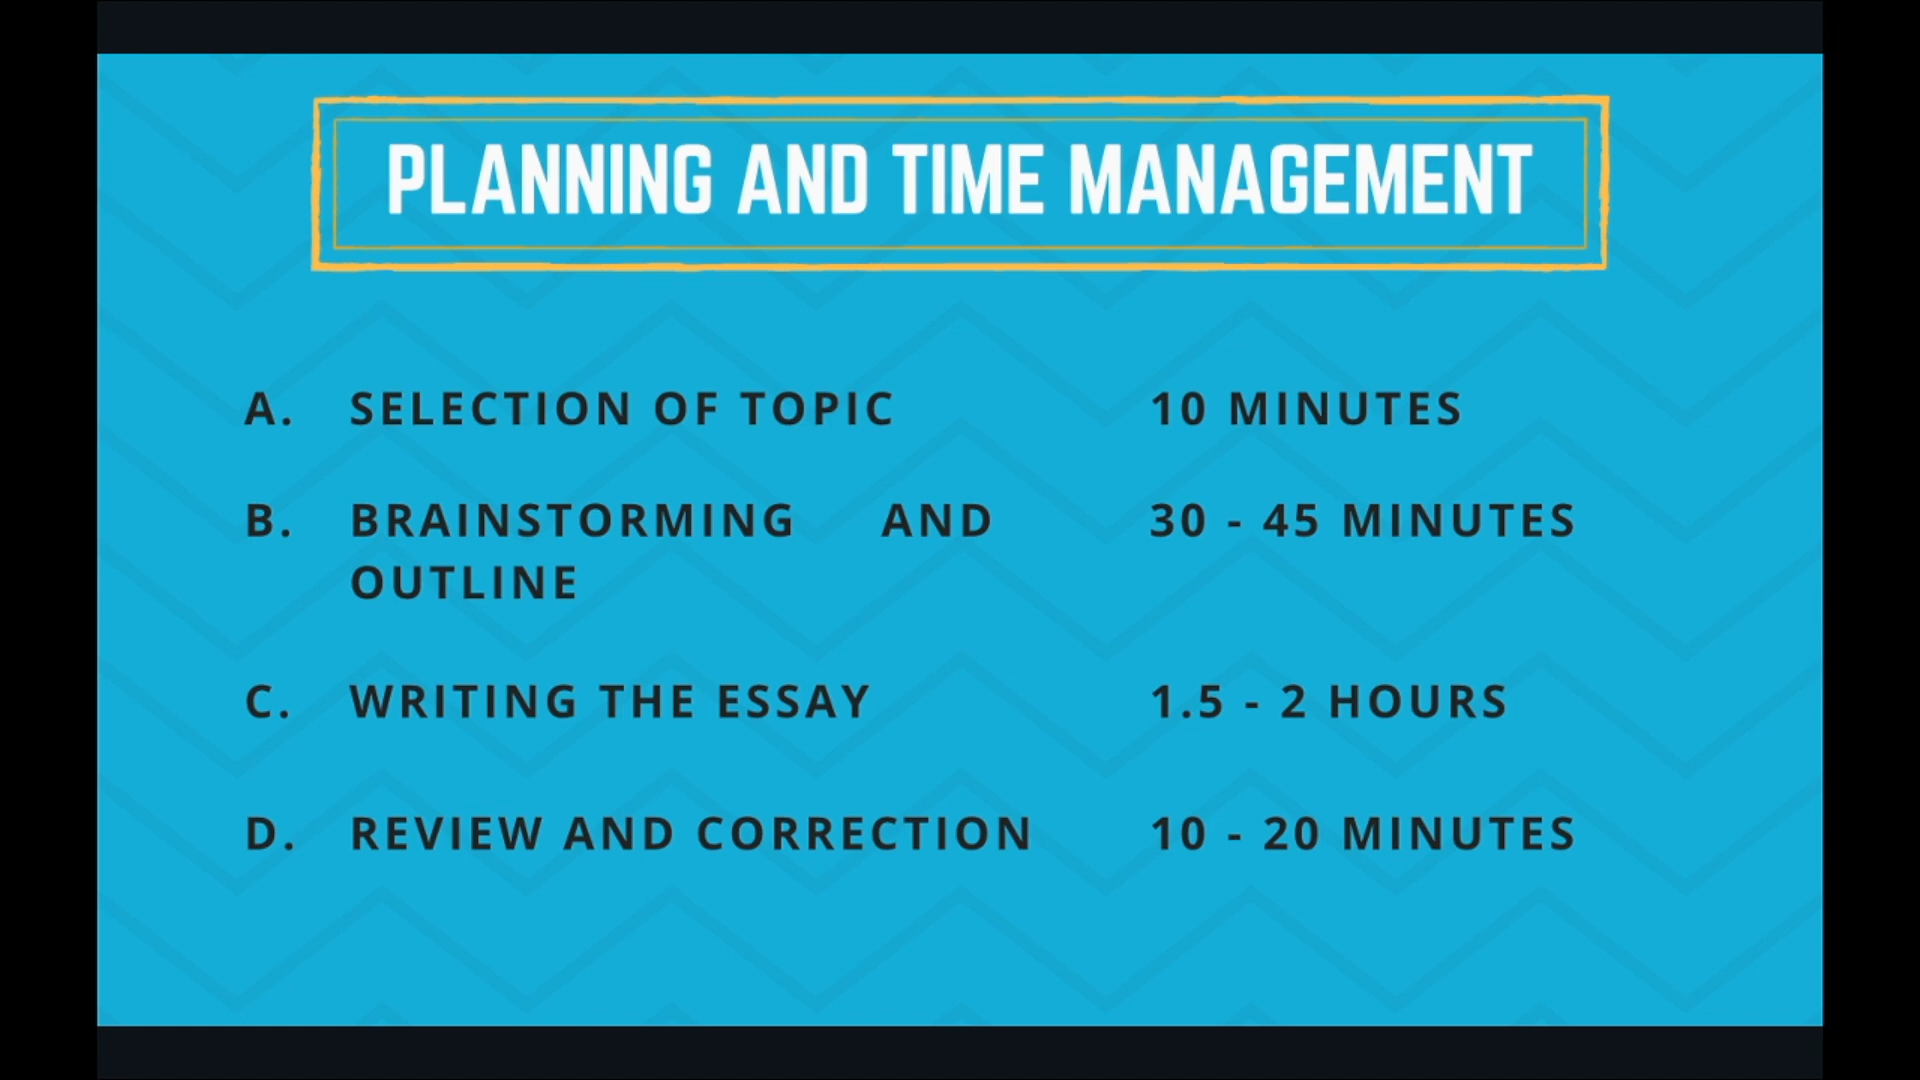 PLANNING AND TIME MANAGEMENT
A. SELECTION OF TOPIC 10 MINUTES
B. BRAINSTORMING AND 30 - 45 MINUTES
OUTLINE
C. WRITING THE ESSAY 1.5 - 2 HOURS
D. REVIEW AND CORRECTION 10 - 20 MINUTES